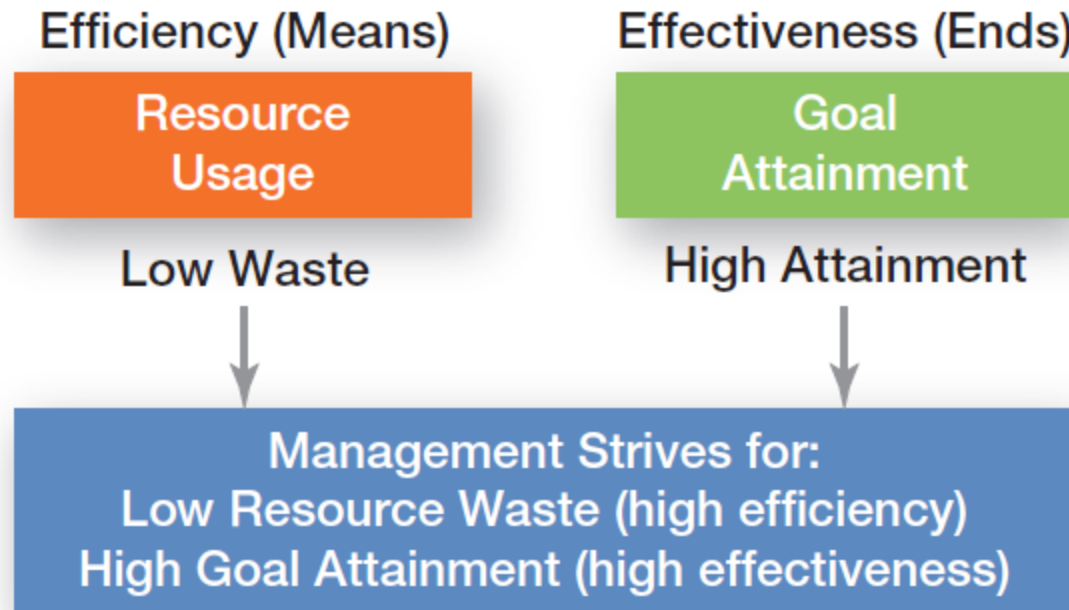 Efficiency (Means)
Effectiveness (Ends)
Resource
Usage
Goal
Attainment
Low Waste
High Attainment
Management Strives for:
Low Resource Waste (high efficiency)
High Goal Attainment (high effectiveness)